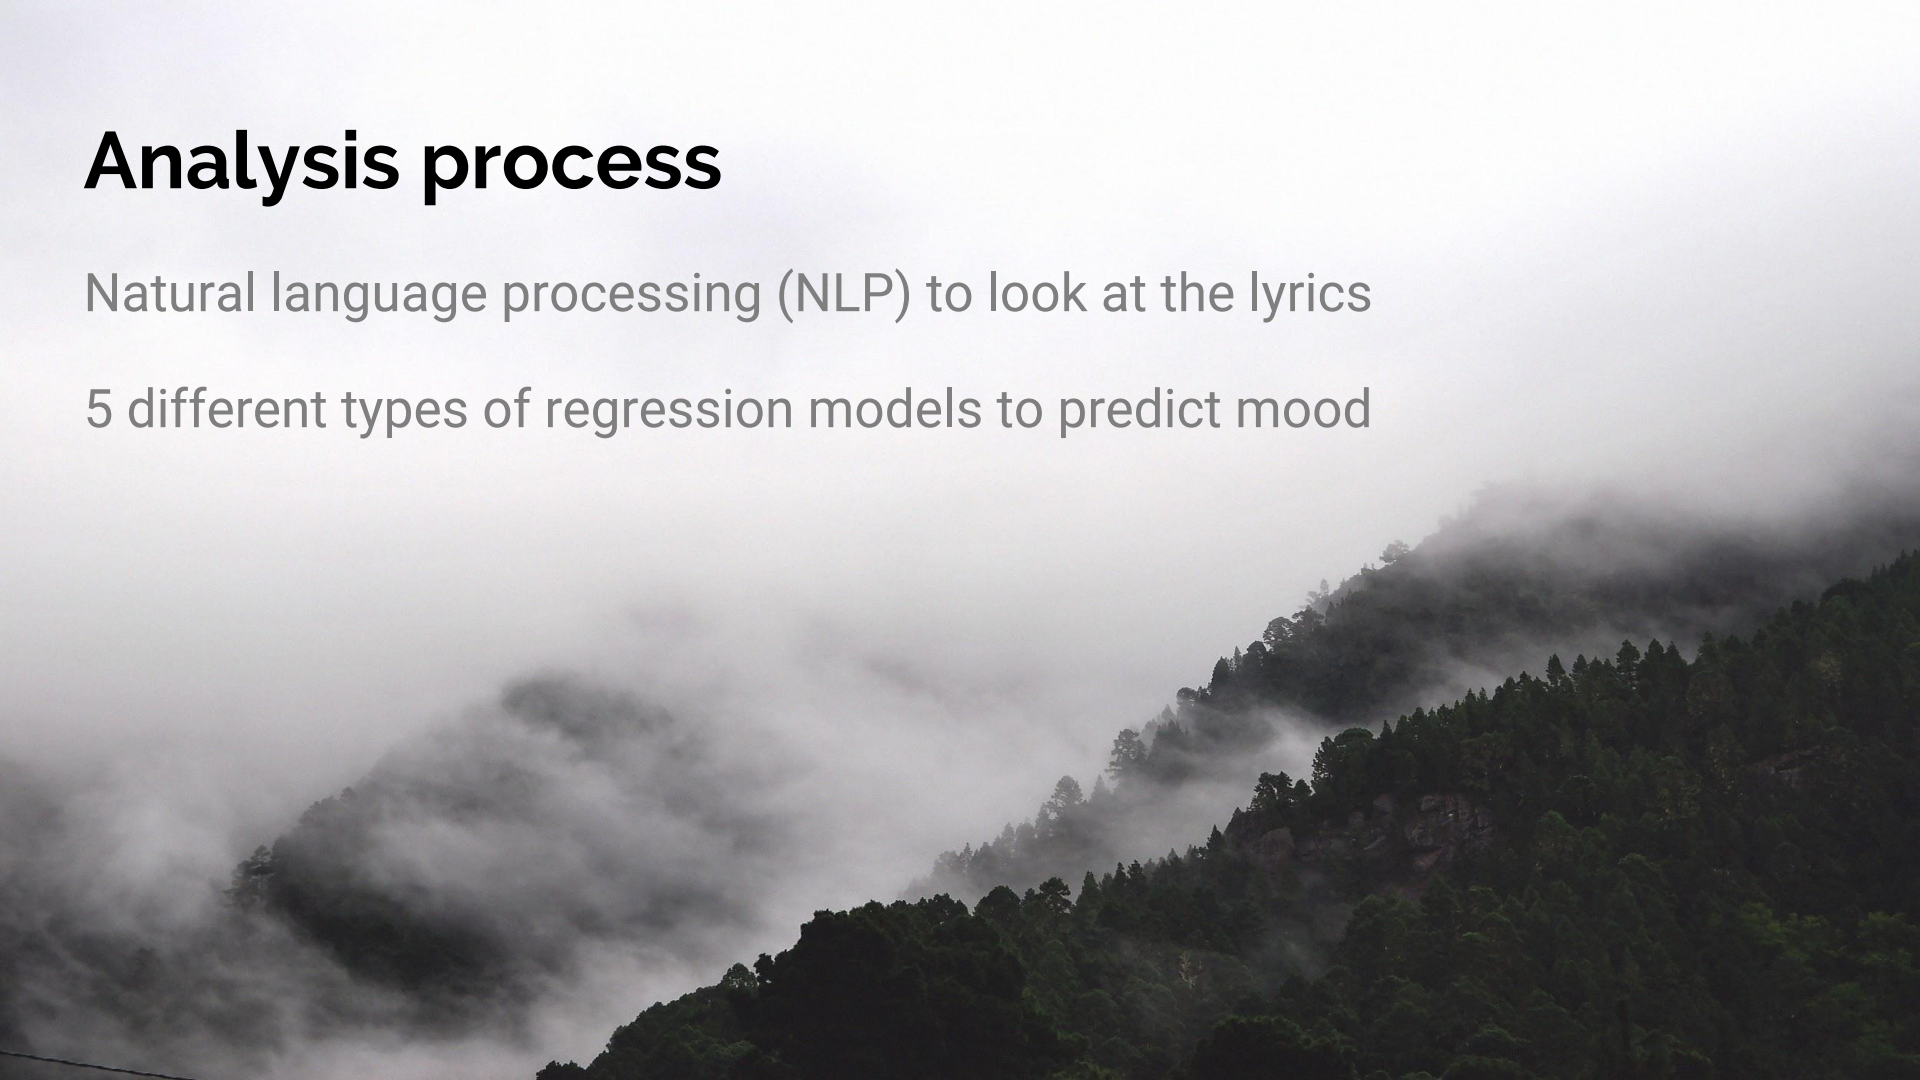 Analysis process
Natural language processing (NLP) to look at the lyrics
5 different types of regression models to predict mood